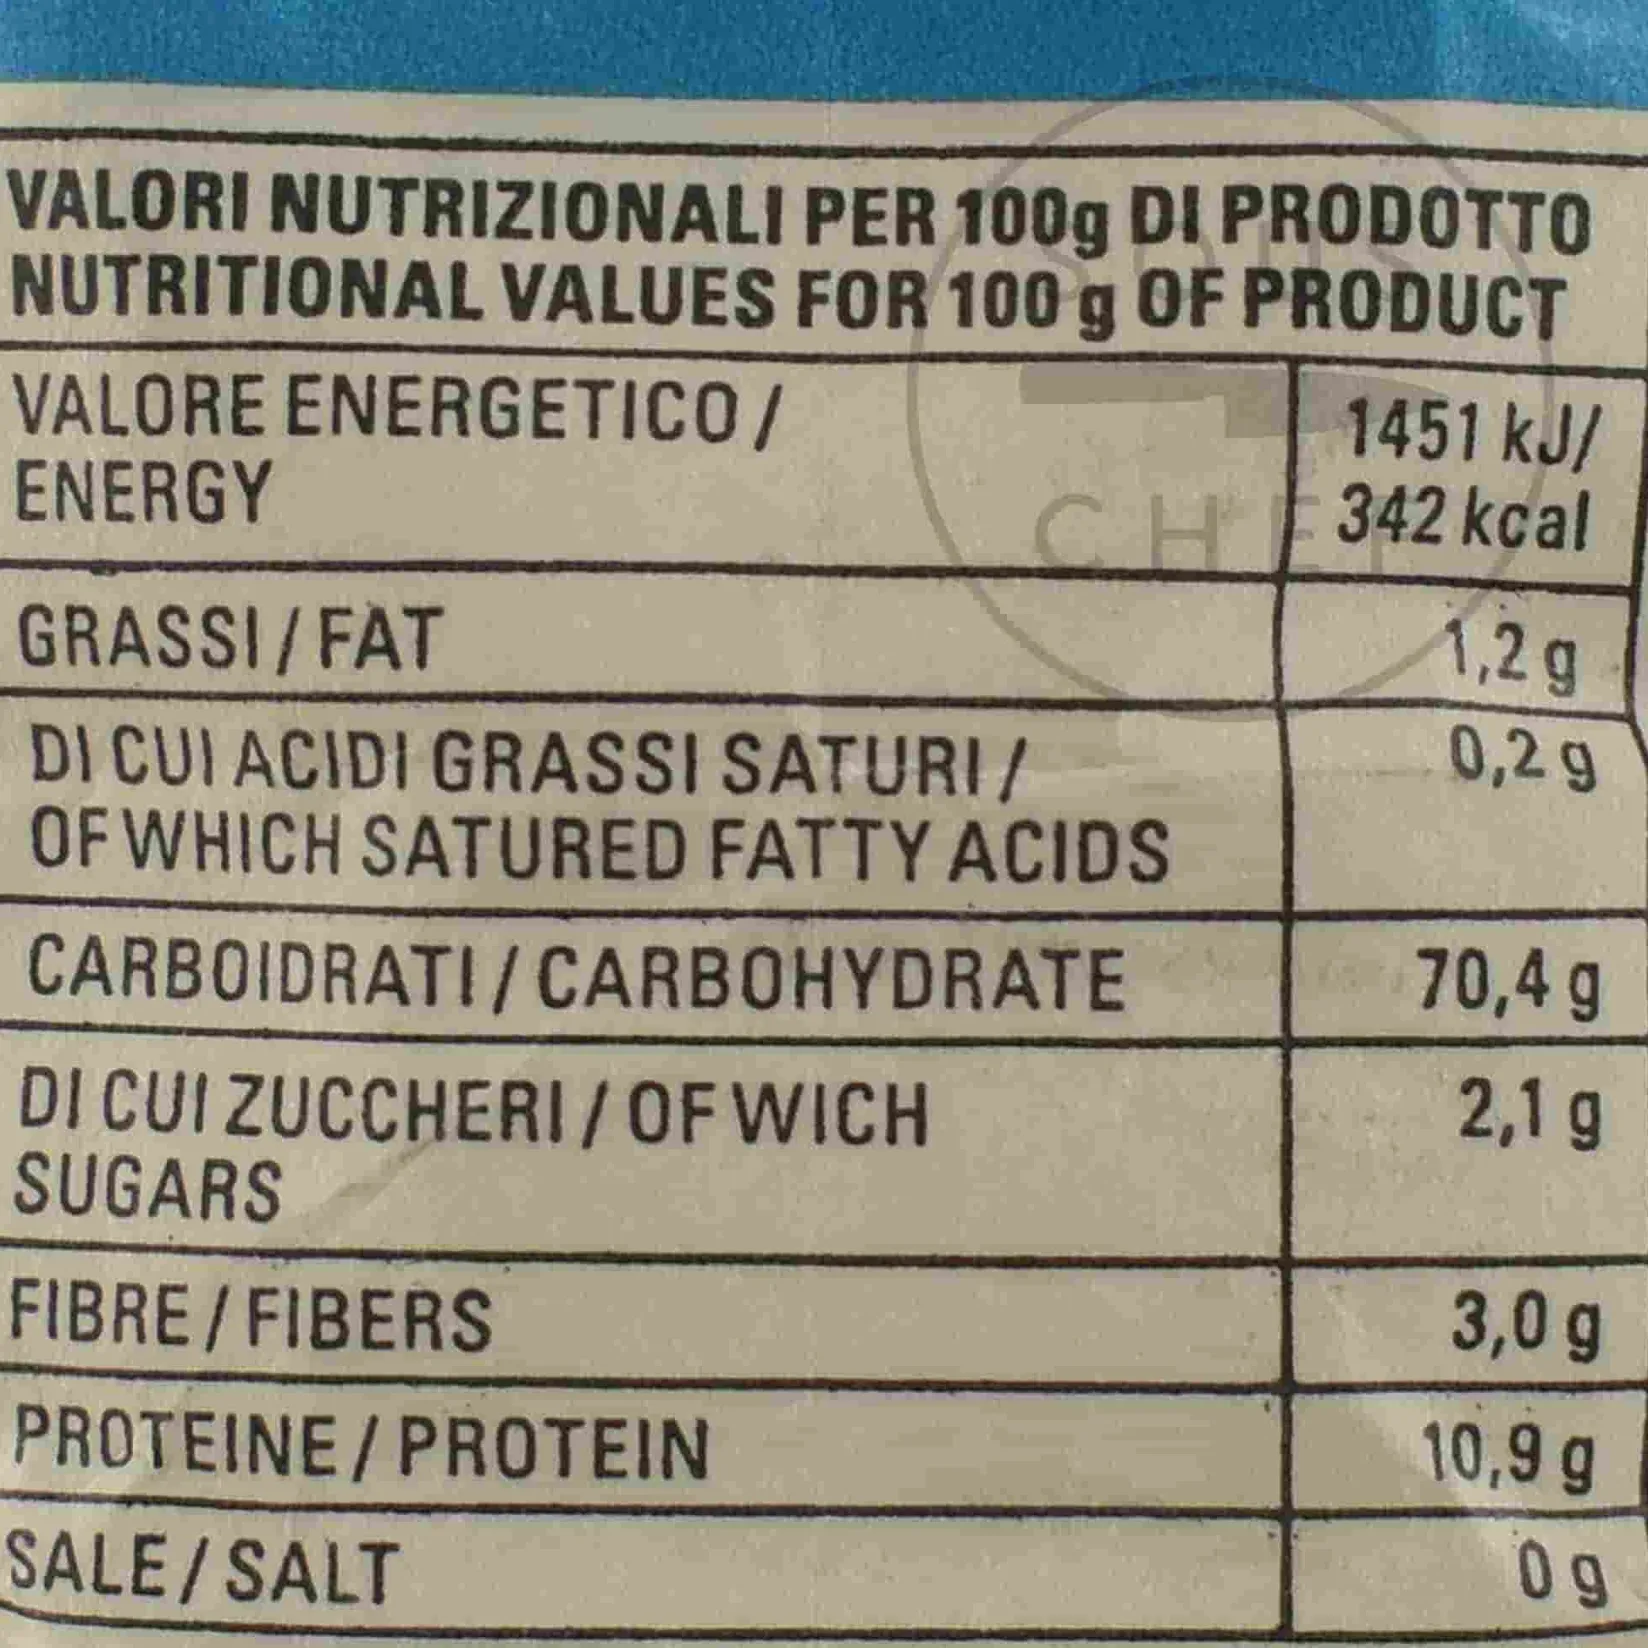 VALORI NUTRIZIONALI PER 100g DI PRODOTTO
NUTRITIONAL VALUES FOR 100 g OF PRODUCT
VALORE ENERGETICO /
ENERGY
1451 kJ/
342 kcal
GRASSI / FAT
1,2 g
DI CUI ACIDI GRASSI SATURI /
OF WHICH SATURED FATTY ACIDS
0,2 g
CARBOIDRATI / CARBOHYDRATE
70,4 g
DI CUI ZUCCHERI / OF WICH
SUGARS
2,1 g
FIBRE / FIBERS
3,0 g
PROTEINE / PROTEIN
10,9 g
SALE / SALT
0 g
SOUS
CHEF